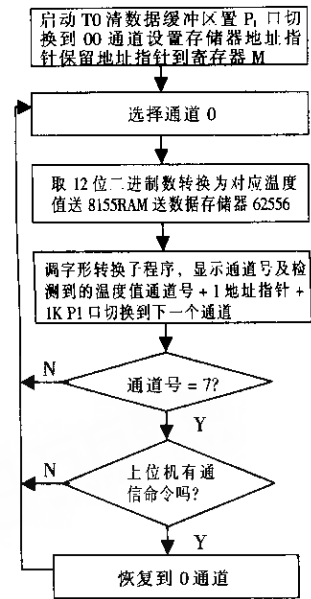 启动 T0 清数据缓冲区置 P₁ 口切
换到 00 通道设置存储器地址指
针保留地址指针到寄存器 M
选择通道 0
取 12 位二进制数转换为对应温度
值送 8155RAM 送数据存储器 62556
调字形转换子程序，显示通道号及检
测到的温度值通道号 + 1 地址指针 +
1K P1 口切换到下一个通道
N
通道号 = 7?
Y
N
上位机有通
信命令吗?
Y
恢复到 0 通道